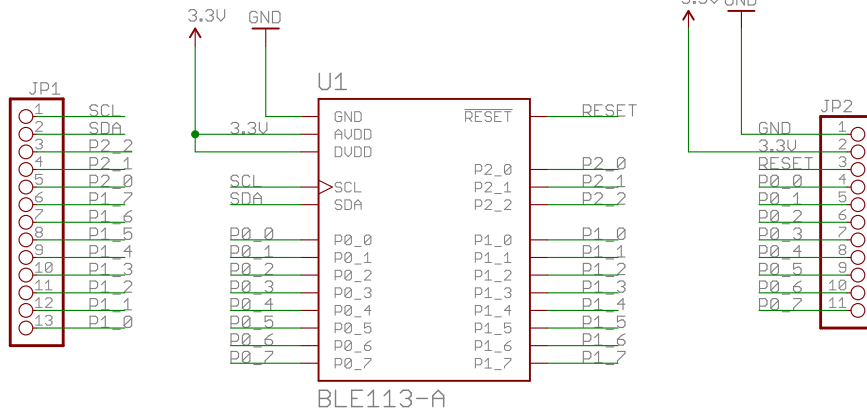 3.3V GND
3.3V GND
JP1
1 SCL
2 SDA
3 P2_2
4 P2_1
5 P2_0
6 P1_7
7 P1_6
8 P1_5
9 P1_4
10 P1_3
11 P1_2
12 P1_1
13 P1_0
U1
GND RESET RESET
3.3V AVDD
DVDD
P2_0 P2_0
SCL SCL P2_1 P2_1
SDA SDA P2_2 P2_2
P0_0 P0_0 P1_0 P1_0
P0_1 P0_1 P1_1 P1_1
P0_2 P0_2 P1_2 P1_2
P0_3 P0_3 P1_3 P1_3
P0_4 P0_4 P1_4 P1_4
P0_5 P0_5 P1_5 P1_5
P0_6 P0_6 P1_6 P1_6
P0_7 P0_7 P1_7 P1_7
BLE113-A
JP2
GND 1
3.3V 2
RESET 3
P0_0 4
P0_1 5
P0_2 6
P0_3 7
P0_4 8
P0_5 9
P0_6 10
P0_7 11